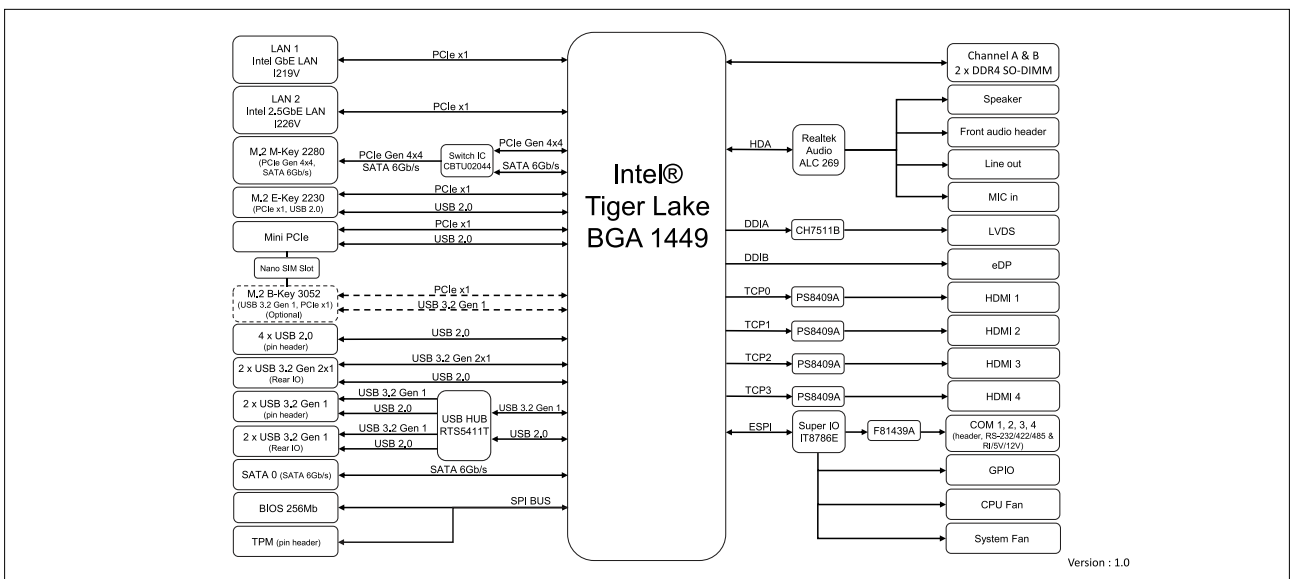 LAN 1
Intel GbE LAN
I219V
PCIe x1
LAN 2
Intel 2.5GbE LAN
I226V
PCIe x1
M.2 M-Key 2280
(PCIe Gen 4x4,
SATA 6Gb/s)
PCIe Gen 4x4
SATA 6Gb/s
Switch IC
CBTU02044
PCIe Gen 4x4
SATA 6Gb/s
M.2 E-Key 2230
(PCIe x1, USB 2.0)
PCIe x1
USB 2.0
Mini PCIe
PCIe x1
USB 2.0
Nano SIM Slot
M.2 B-Key 3052
(USB 3.2 Gen 1, PCIe x1)
(Optional)
PCIe x1
USB 3.2 Gen 1
4 x USB 2.0
(pin header)
USB 2.0
2 x USB 3.2 Gen 2x1
(Rear IO)
USB 3.2 Gen 2x1
USB 2.0
2 x USB 3.2 Gen 1
(pin header)
USB 3.2 Gen 1
USB 2.0
2 x USB 3.2 Gen 1
(Rear IO)
USB 3.2 Gen 1
USB 2.0
USB HUB
RTS5411T
USB 3.2 Gen 1
USB 2.0
SATA 0 (SATA 6Gb/s)
SATA 6Gb/s
BIOS 256Mb
SPI BUS
TPM (pin header)
Intel®
Tiger Lake
BGA 1449
Channel A & B
2 x DDR4 SO-DIMM
HDA
Realtek
Audio
ALC 269
Speaker
Front audio header
Line out
MIC in
DDIA
CH7511B
LVDS
DDIB
eDP
TCP0
PS8409A
HDMI 1
TCP1
PS8409A
HDMI 2
TCP2
PS8409A
HDMI 3
TCP3
PS8409A
HDMI 4
ESPI
Super IO
IT8786E
F81439A
COM 1, 2, 3, 4
(header, RS-232/422/485 &
RI/5V/12V)
GPIO
CPU Fan
System Fan
Version : 1.0